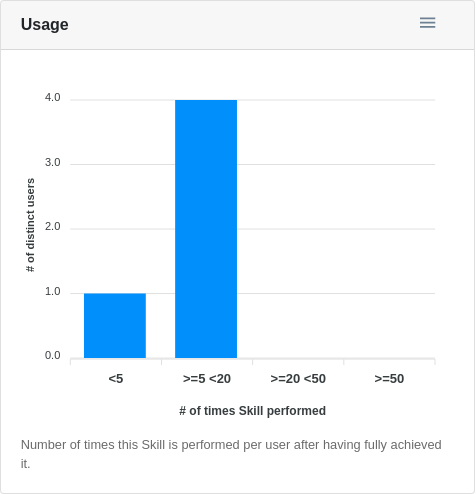 Usage
4.0
3.0
2.0
1.0
0.0
# of distinct users
<5 >=5 <20 >=20 <50 >=50
# of times Skill performed
Number of times this Skill is performed per user after having fully achieved
it.